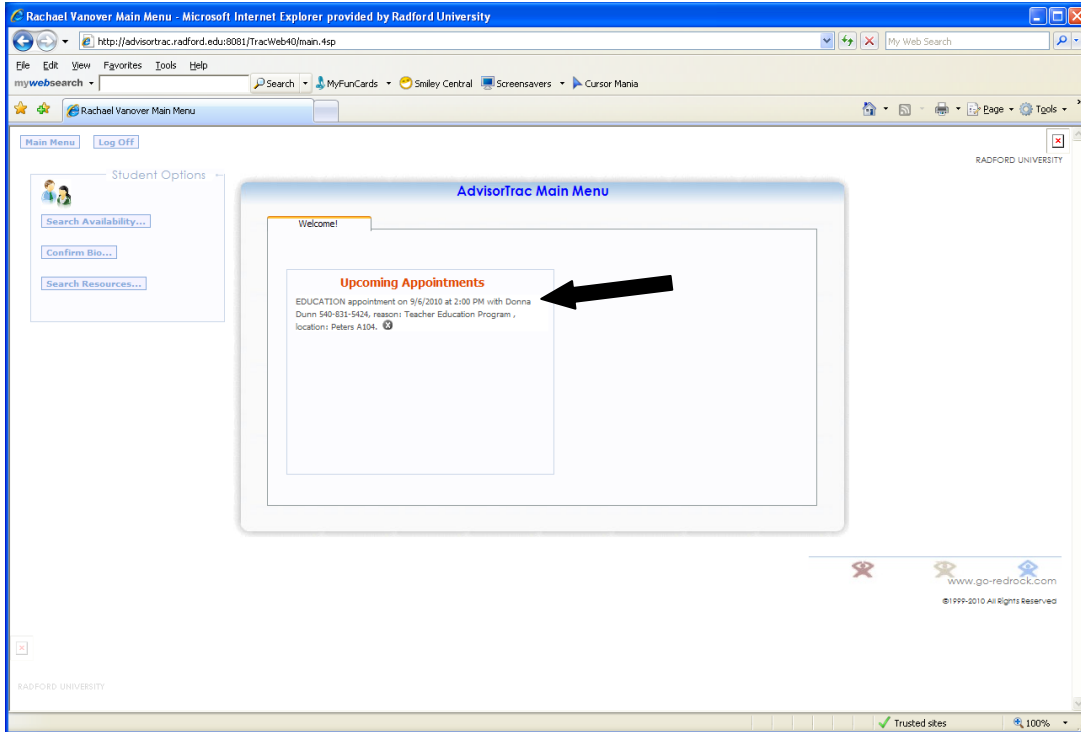 Rachael Vanover Main Menu - Microsoft Internet Explorer provided by Radford University
http://advisortrac.radford.edu:8081/TracWeb40/main.4sp
My Web Search
File Edit View Favorites Tools Help
mywebsearch Search MyFunCards Smiley Central Screensavers Cursor Mania
Rachael Vanover Main Menu
Page Tools
Main Menu Log Off
RADFORD UNIVERSITY
Student Options
Search Availability...
Confirm Bio...
Search Resources...
AdvisorTrac Main Menu
Welcome!
Upcoming Appointments
EDUCATION appointment on 9/6/2010 at 2:00 PM with Donna
Dunn 540-831-5424, reason: Teacher Education Program ,
location: Peters A104.
www.go-redrock.com
©1999-2010 All Rights Reserved
RADFORD UNIVERSITY
Trusted sites 100%